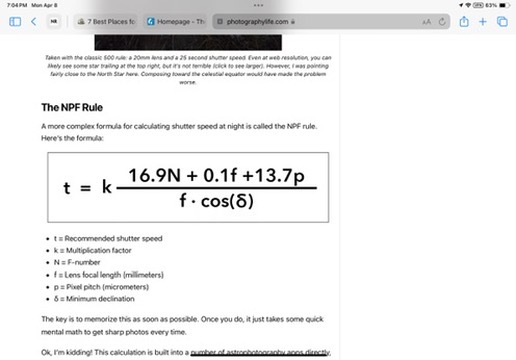 7:04 PM Mon Apr 8
63%
7 Best Places fo
Homepage - Th
photographylife.com
AA
Taken with the classic 500 rule: a 20mm lens and a 25 second shutter speed. Even at web resolution, you can
likely see some star trailing at the top right, but it's not terrible (click to see larger). However, I was pointing
fairly close to the North Star here. Composing toward the celestial equator would have made the problem
worse.
The NPF Rule
A more complex formula for calculating shutter speed at night is called the NPF rule.
Here's the formula:
t = k (16.9N + 0.1f +13.7p) / (f · cos(δ))
• t = Recommended shutter speed
• k = Multiplication factor
• N = F-number
• f = Lens focal length (millimeters)
• p = Pixel pitch (micrometers)
• δ = Minimum declination
The key is to memorize this as soon as possible. Once you do, it just takes some quick
mental math to get sharp photos every time.
Ok, I'm kidding! This calculation is built into a number of astrophotography apps directly,